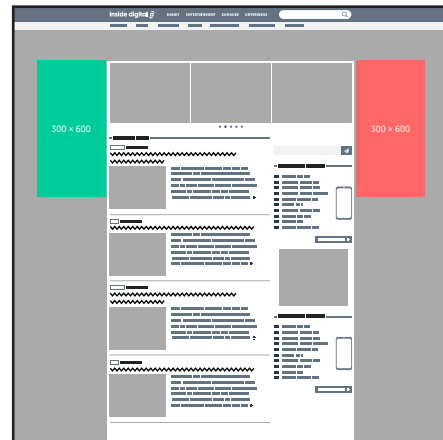 inside digital
HANDY ENTERTAINMENT ZUHAUSE UNTERWEGS
300 × 600
300 × 600